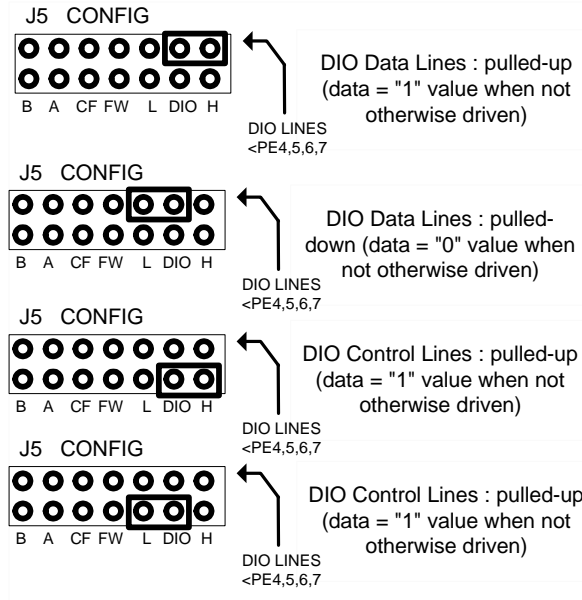 J5 CONFIG
B A CF FW L DIO H
DIO LINES
<PE4,5,6,7
DIO Data Lines : pulled-up
(data = "1" value when not
otherwise driven)
J5 CONFIG
B A CF FW L DIO H
DIO LINES
<PE4,5,6,7
DIO Data Lines : pulled-
down (data = "0" value when
not otherwise driven)
J5 CONFIG
B A CF FW L DIO H
DIO LINES
<PE4,5,6,7
DIO Control Lines : pulled-up
(data = "1" value when not
otherwise driven)
J5 CONFIG
B A CF FW L DIO H
DIO LINES
<PE4,5,6,7
DIO Control Lines : pulled-up
(data = "1" value when not
otherwise driven)